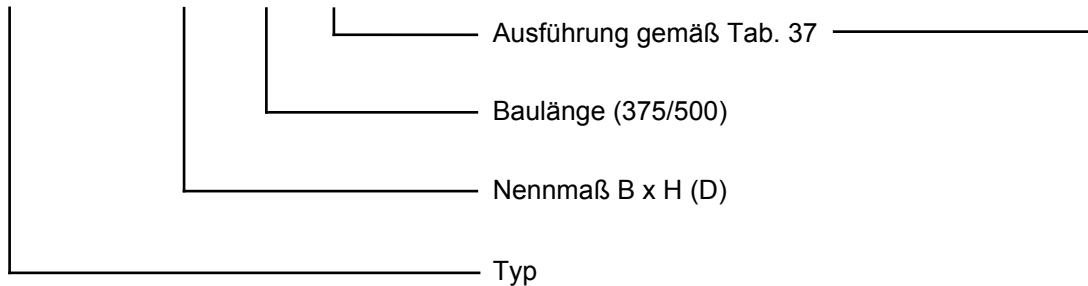 Ausführung gemäß Tab. 37
Baulänge (375/500)
Nennmaß B x H (D)
Typ